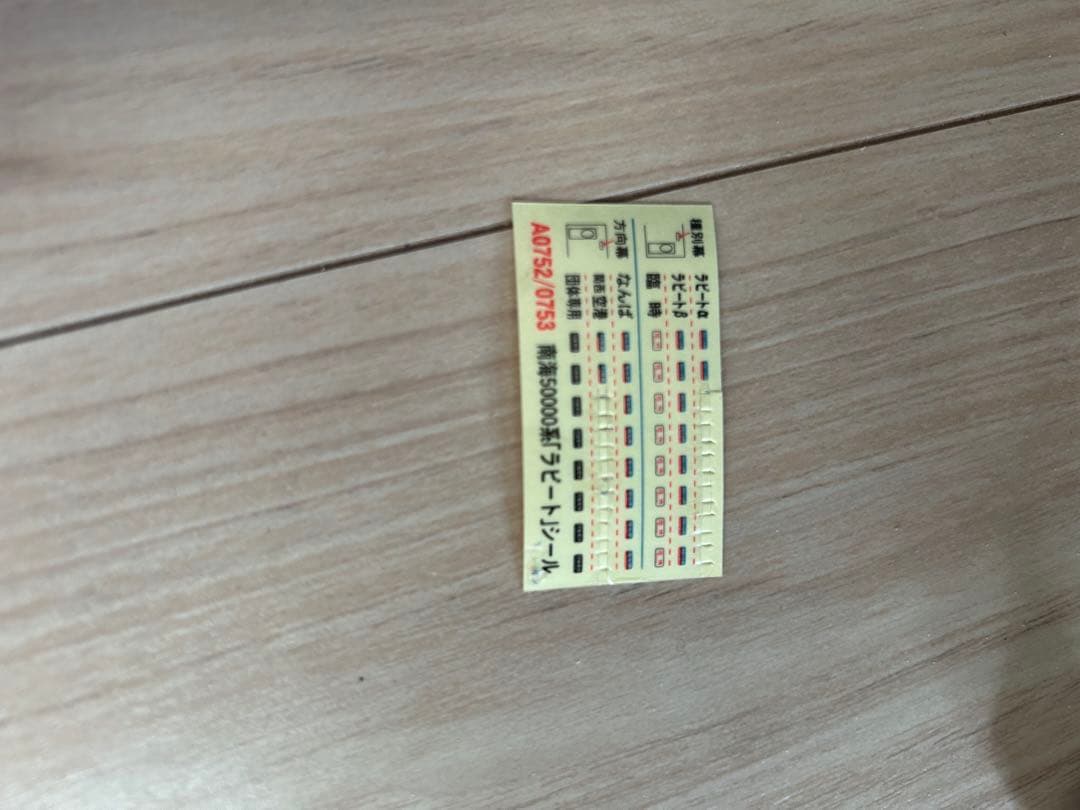 種別幕
ラピートα
ラピートβ
臨時
方向幕
なんば
関西空港
団体専用
A0752/0753 南海50000系「ラピート」シール